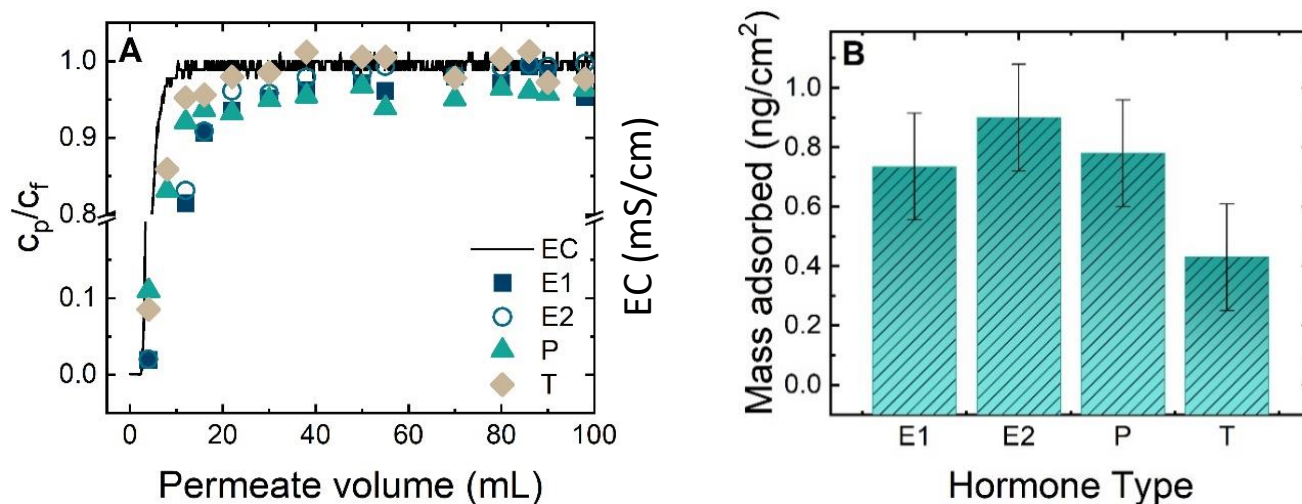 A
1.0
0.9
0.8
0.1
0.0
c_p/c_f
EC
E1
E2
P
T
0 20 40 60 80 100
Permeate volume (mL)
EC (mS/cm)
B
1.0
0.8
0.6
0.4
0.2
0.0
Mass adsorbed (ng/cm²)
E1 E2 P T
Hormone Type